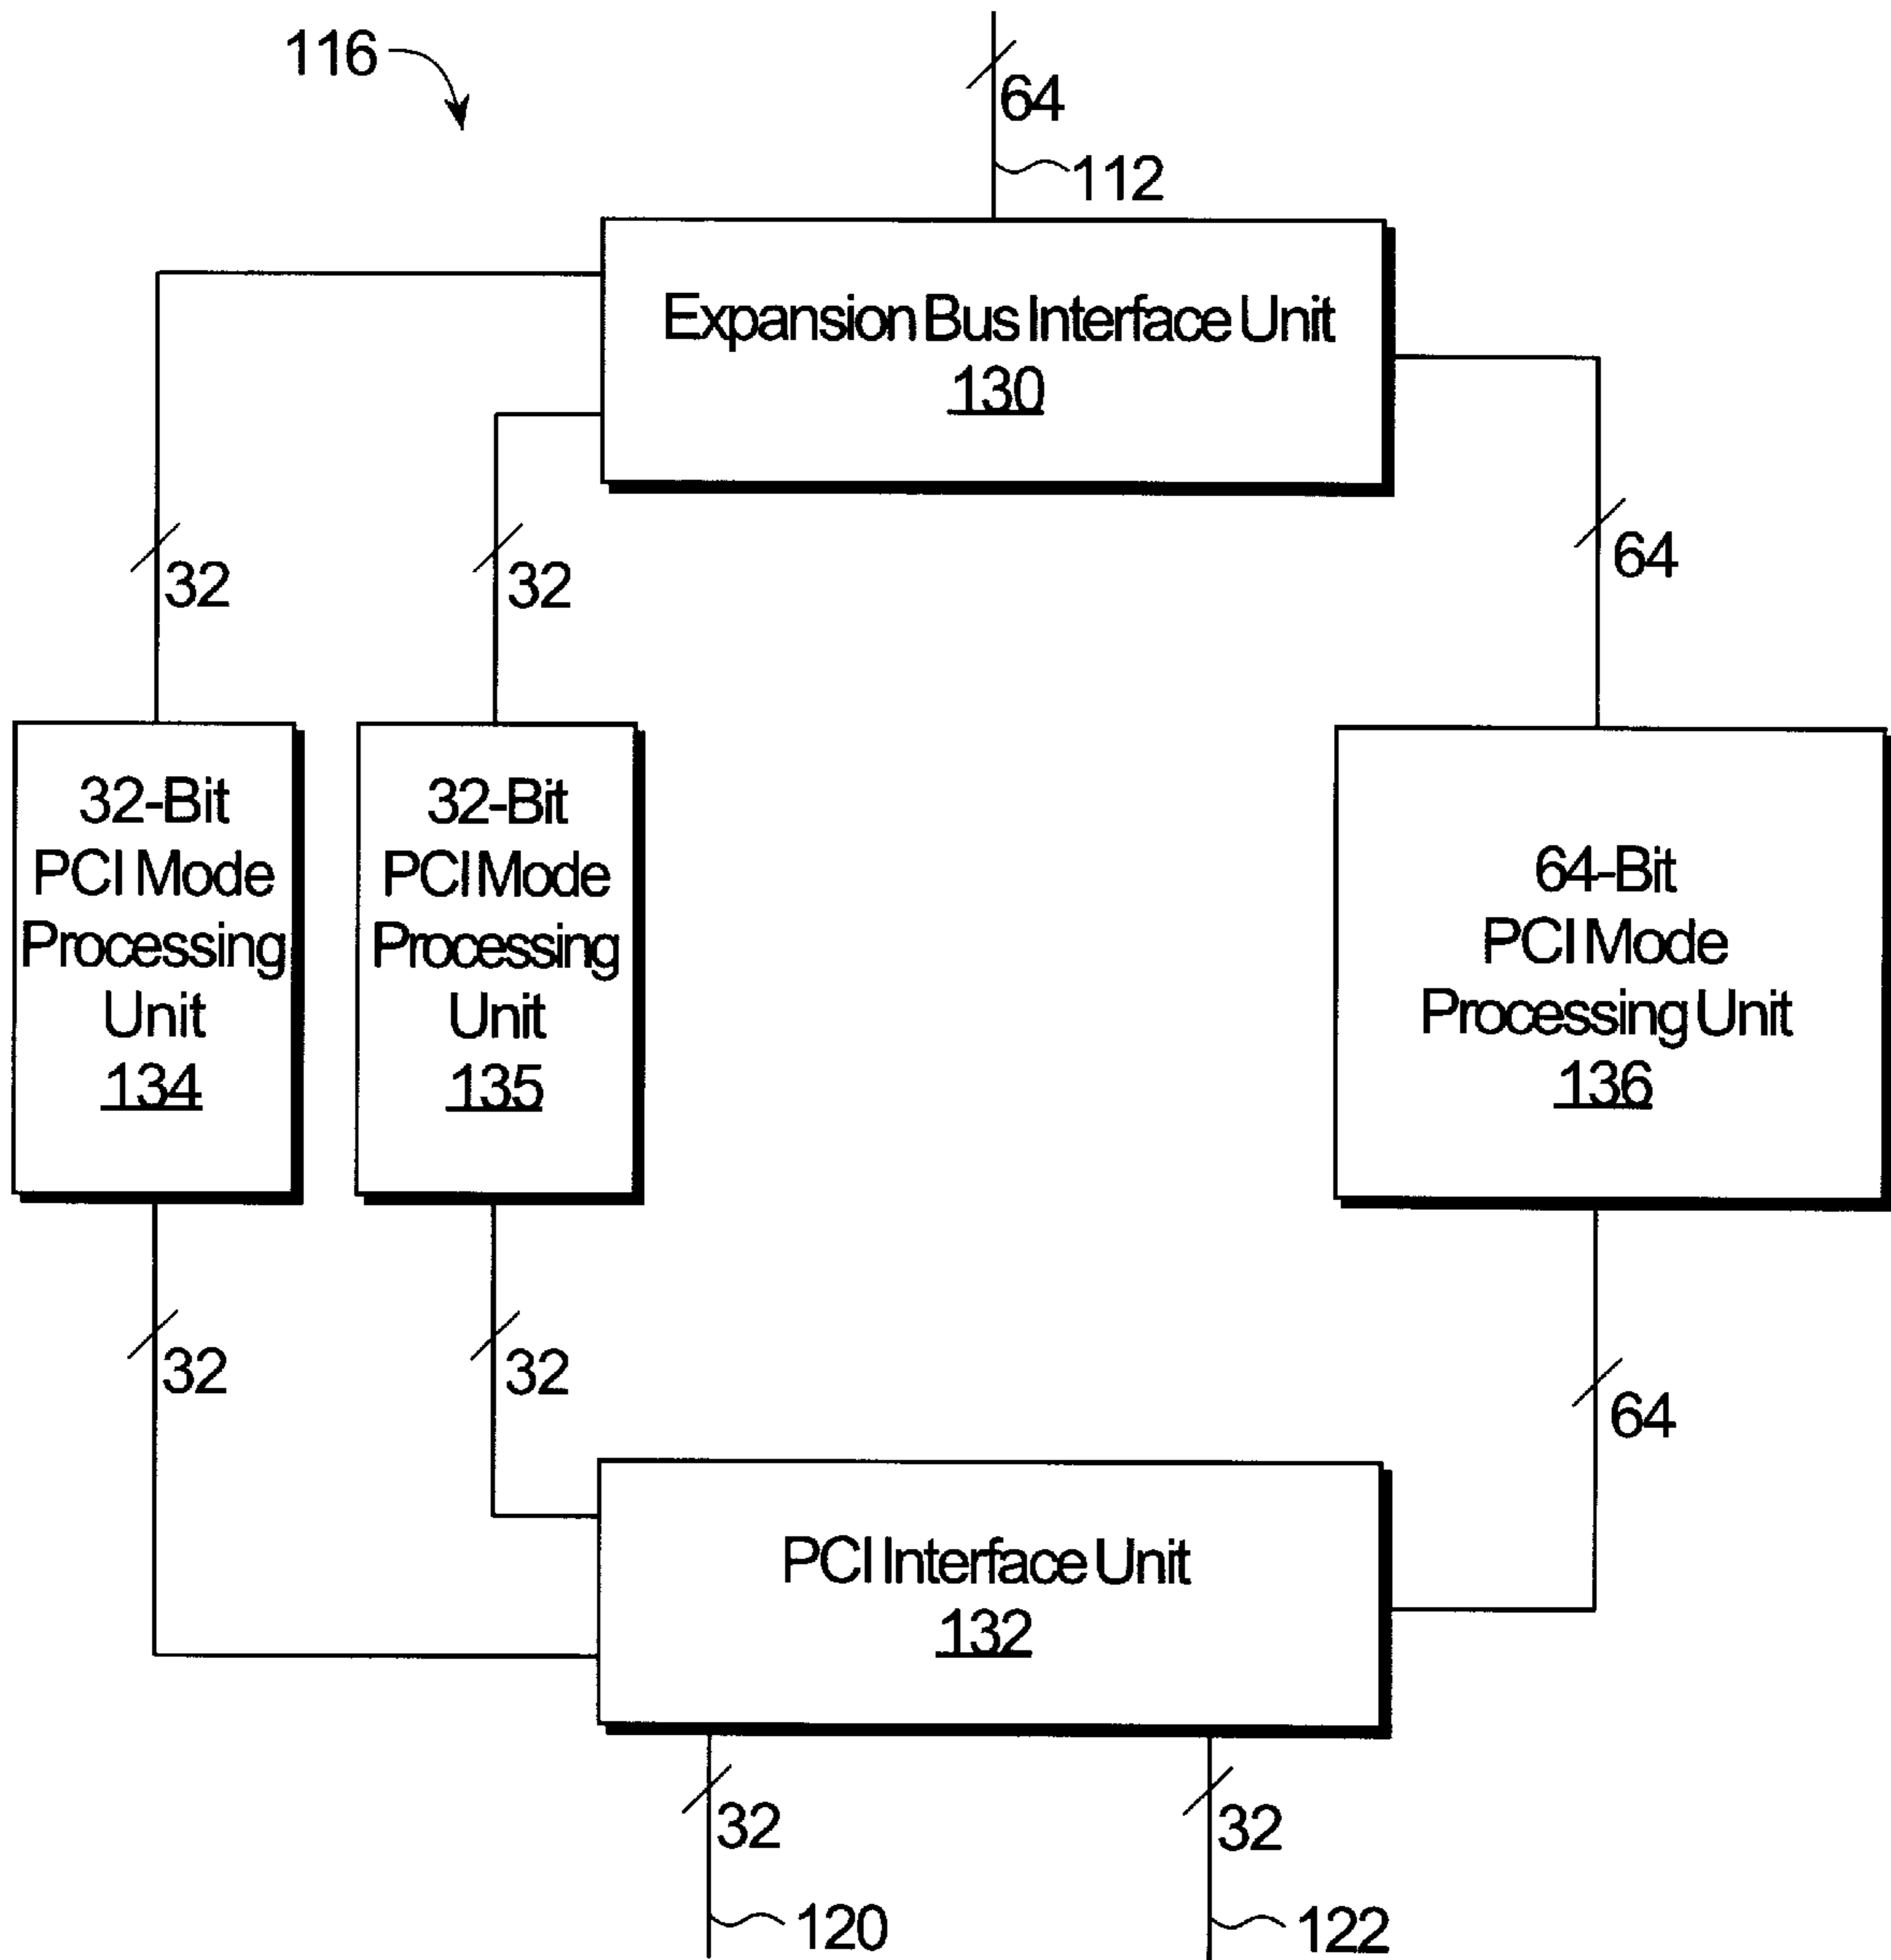 116
64
112
Expansion Bus Interface Unit
130
32
32
64
32-Bit
PCI Mode
Processing
Unit
134
32-Bit
PCI Mode
Processing
Unit
135
64-Bit
PCI Mode
Processing Unit
136
32
32
64
PCI Interface Unit
132
32
32
120
122